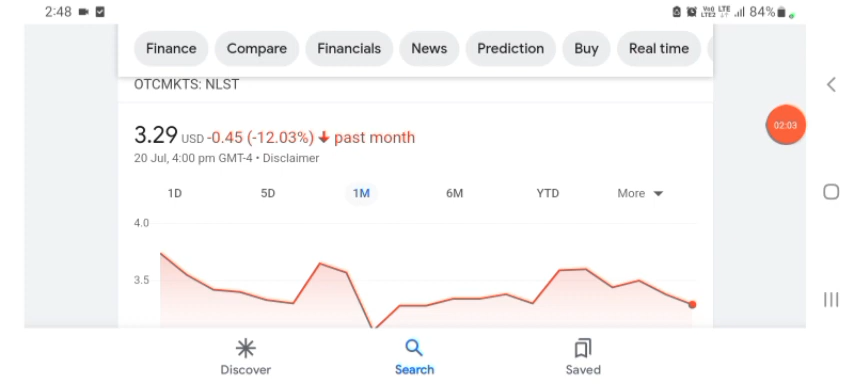 2:48 84%
Finance Compare Financials News Prediction Buy Real time
OTCMKTS: NLST
02:03
3.29 USD -0.45 (-12.03%) past month
20 Jul, 4:00 pm GMT-4 • Disclaimer
1D 5D 1M 6M YTD More
4.0
3.5
Discover Search Saved